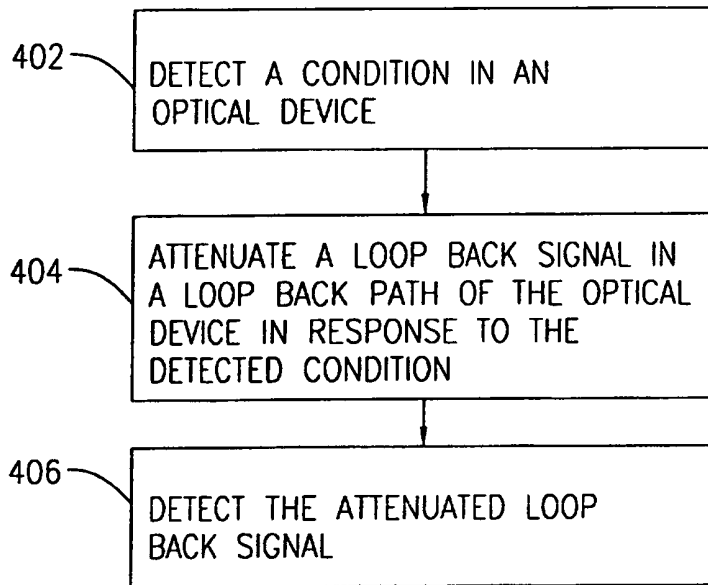 402
DETECT A CONDITION IN AN
OPTICAL DEVICE
404
ATTENUATE A LOOP BACK SIGNAL IN
A LOOP BACK PATH OF THE OPTICAL
DEVICE IN RESPONSE TO THE
DETECTED CONDITION
406
DETECT THE ATTENUATED LOOP
BACK SIGNAL